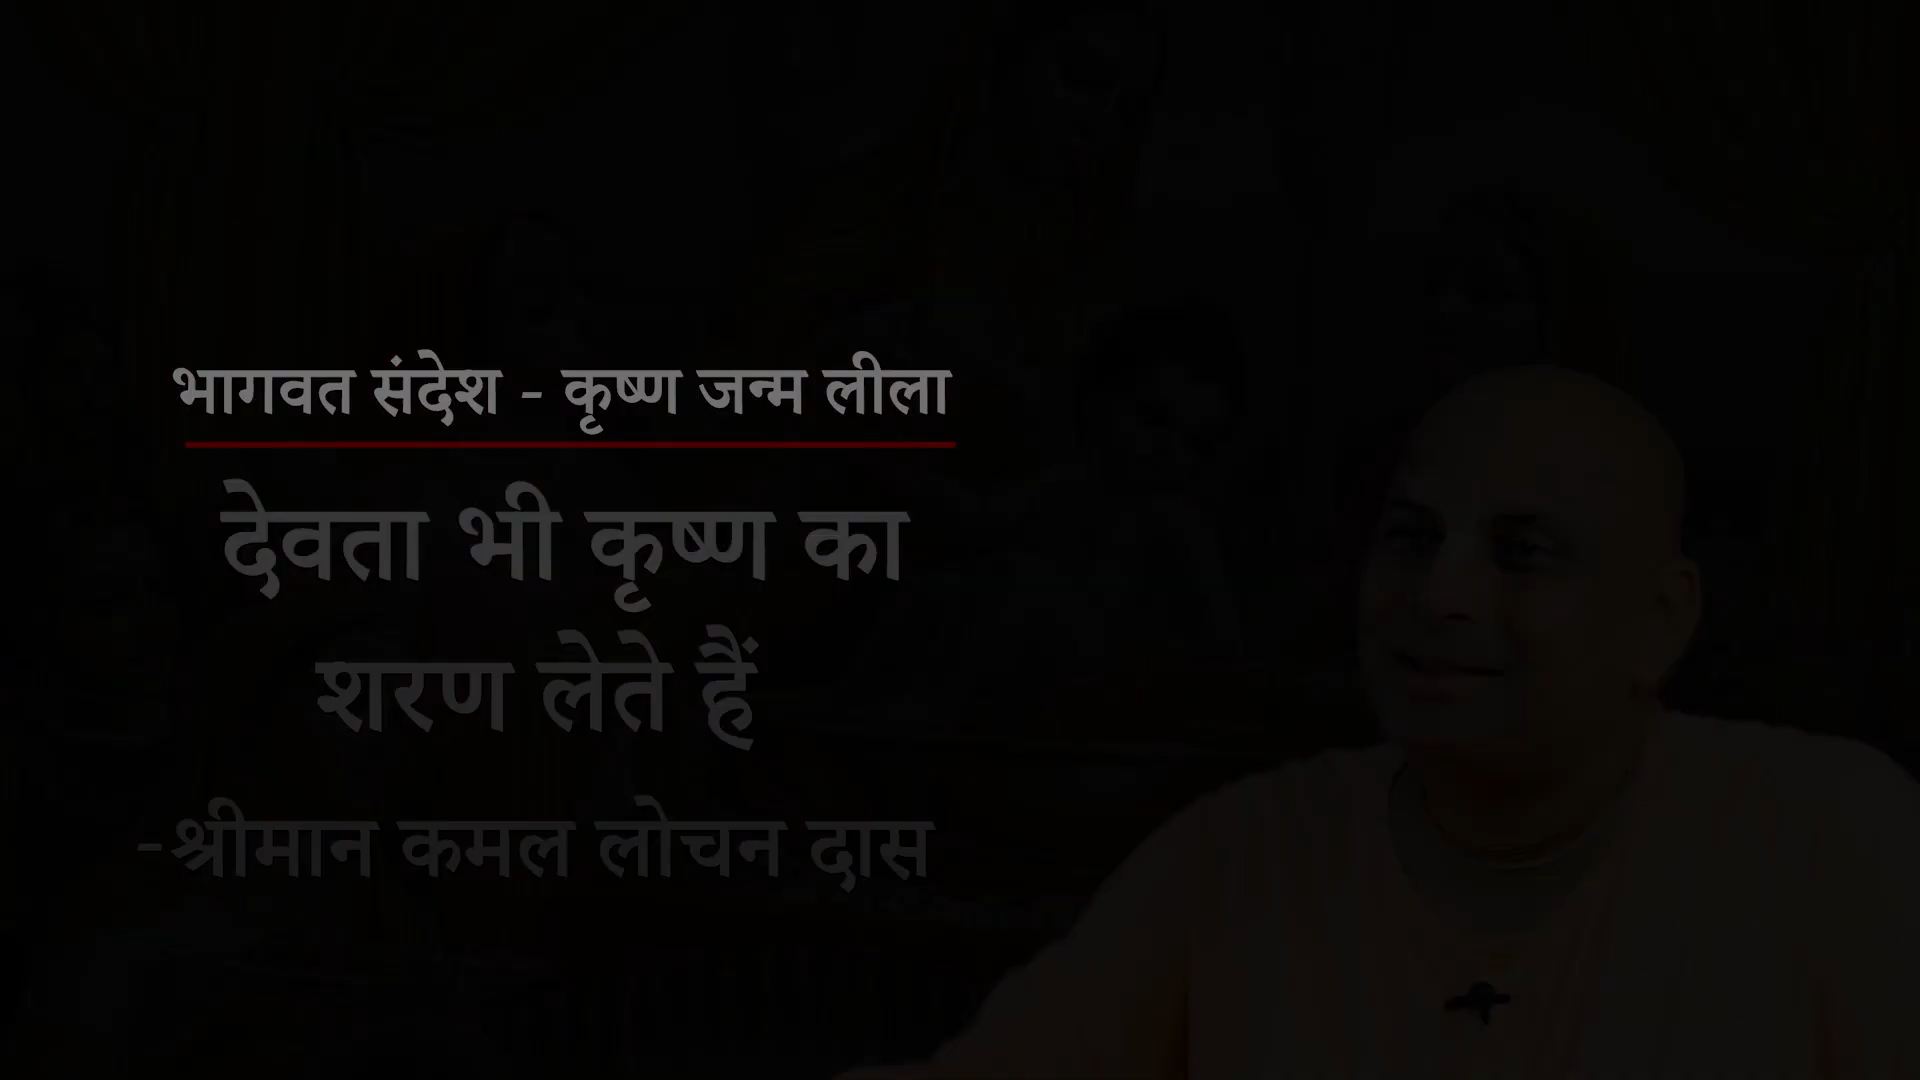 भागवत संदेश - कृष्ण जन्म लीला
देवता भी कृष्ण का
शरण लेते हैं
-श्रीमान कमल लोचन दास